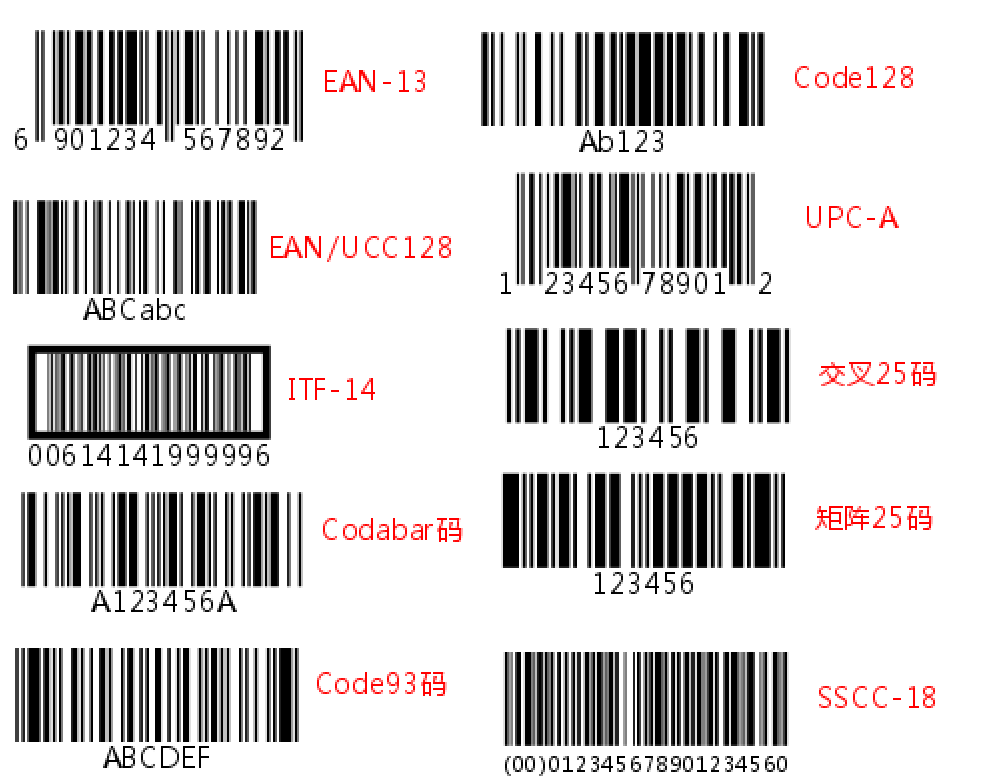 EAN-13
6 901234 567892
Code128
Ab123
EAN/UCC128
ABCabc
UPC-A
1 23456 78901 2
ITF-14
00614141999996
交叉25码
123456
Codabar码
A123456A
矩阵25码
123456
Code93码
ABCDEF
SSCC-18
(00)012345678901234560